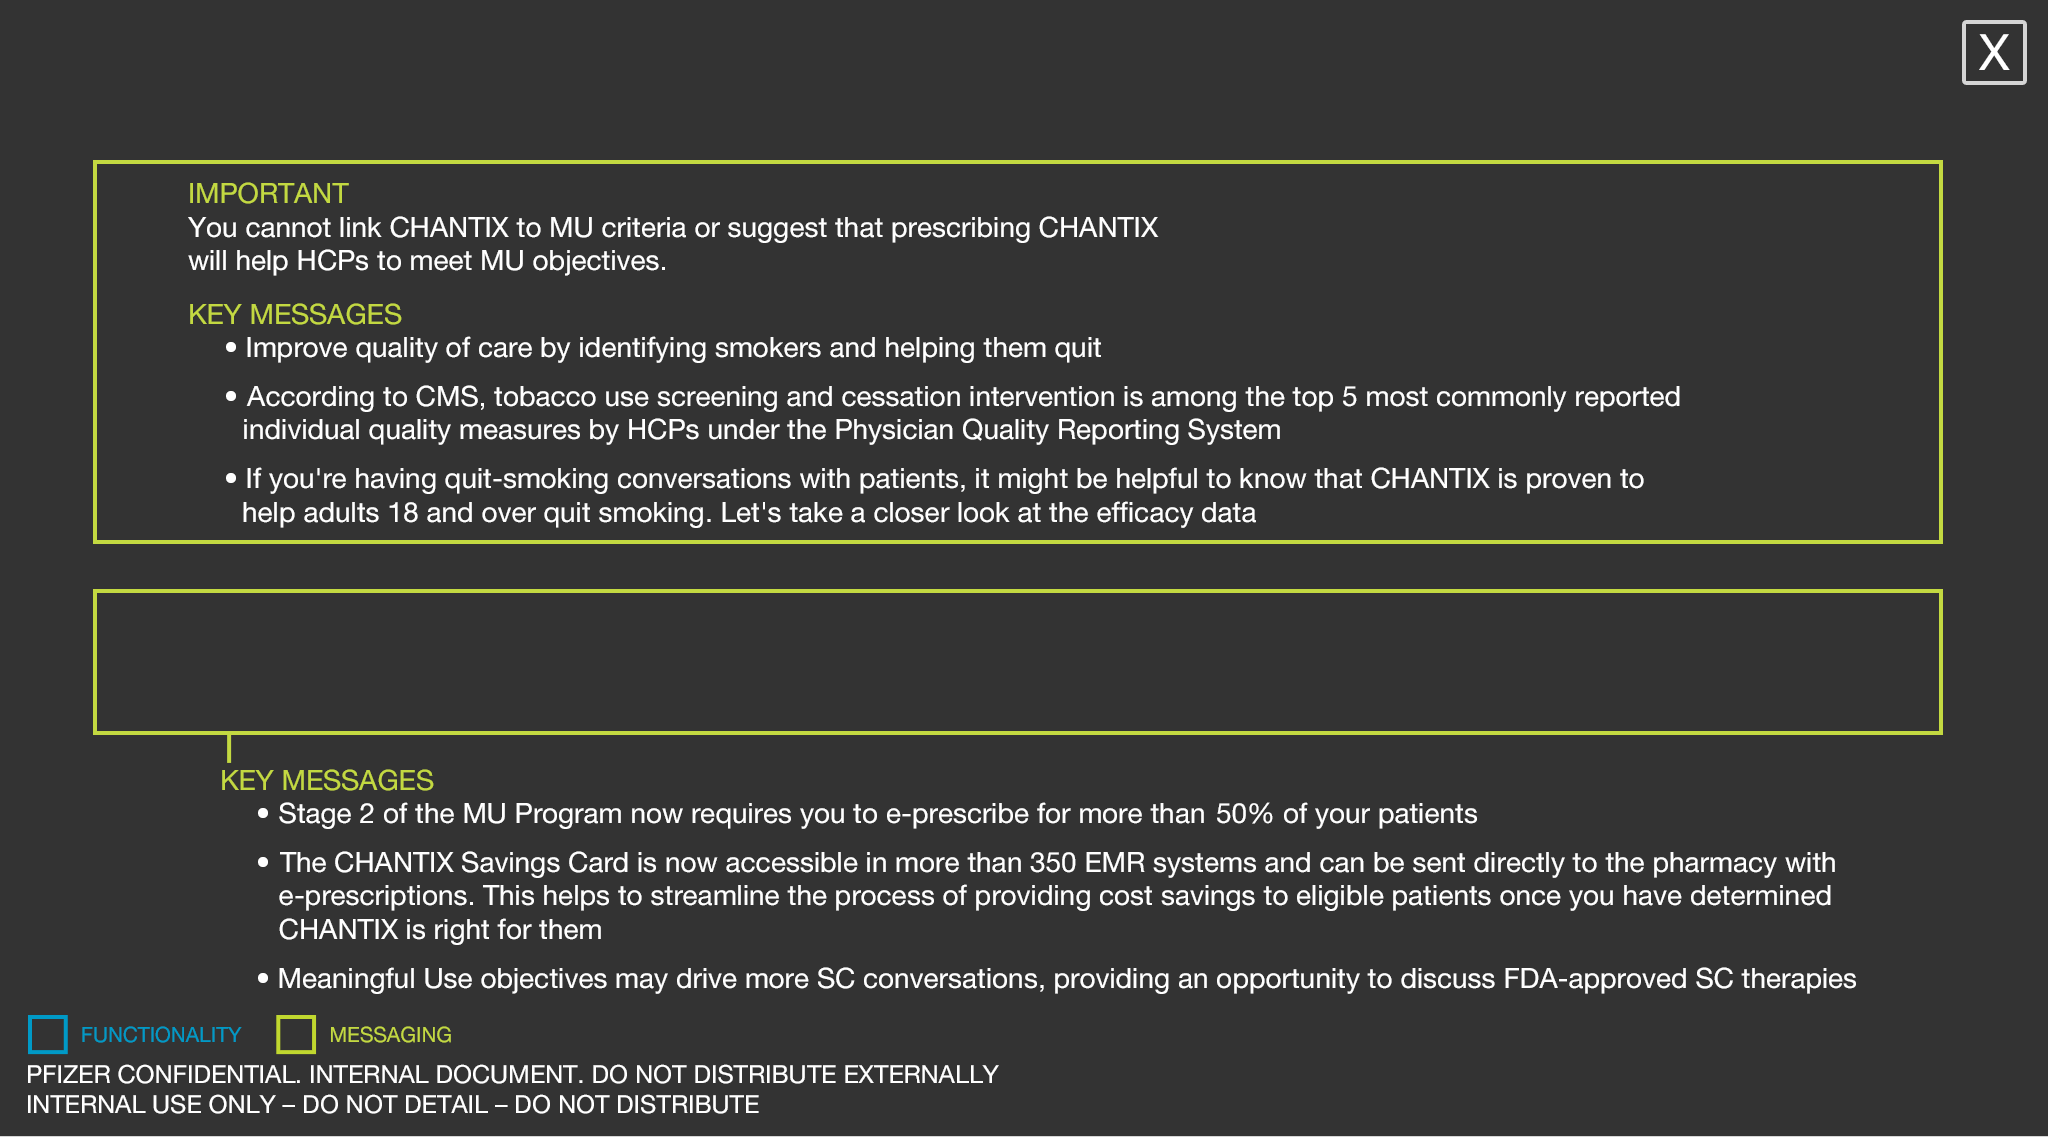 X
IMPORTANT
You cannot link CHANTIX to MU criteria or suggest that prescribing CHANTIX
will help HCPs to meet MU objectives.
KEY MESSAGES
• Improve quality of care by identifying smokers and helping them quit
• According to CMS, tobacco use screening and cessation intervention is among the top 5 most commonly reported
individual quality measures by HCPs under the Physician Quality Reporting System
• If you're having quit-smoking conversations with patients, it might be helpful to know that CHANTIX is proven to
help adults 18 and over quit smoking. Let's take a closer look at the efficacy data
KEY MESSAGES
• Stage 2 of the MU Program now requires you to e-prescribe for more than 50% of your patients
• The CHANTIX Savings Card is now accessible in more than 350 EMR systems and can be sent directly to the pharmacy with
e-prescriptions. This helps to streamline the process of providing cost savings to eligible patients once you have determined
CHANTIX is right for them
• Meaningful Use objectives may drive more SC conversations, providing an opportunity to discuss FDA-approved SC therapies
FUNCTIONALITY MESSAGING
PFIZER CONFIDENTIAL. INTERNAL DOCUMENT. DO NOT DISTRIBUTE EXTERNALLY
INTERNAL USE ONLY – DO NOT DETAIL – DO NOT DISTRIBUTE